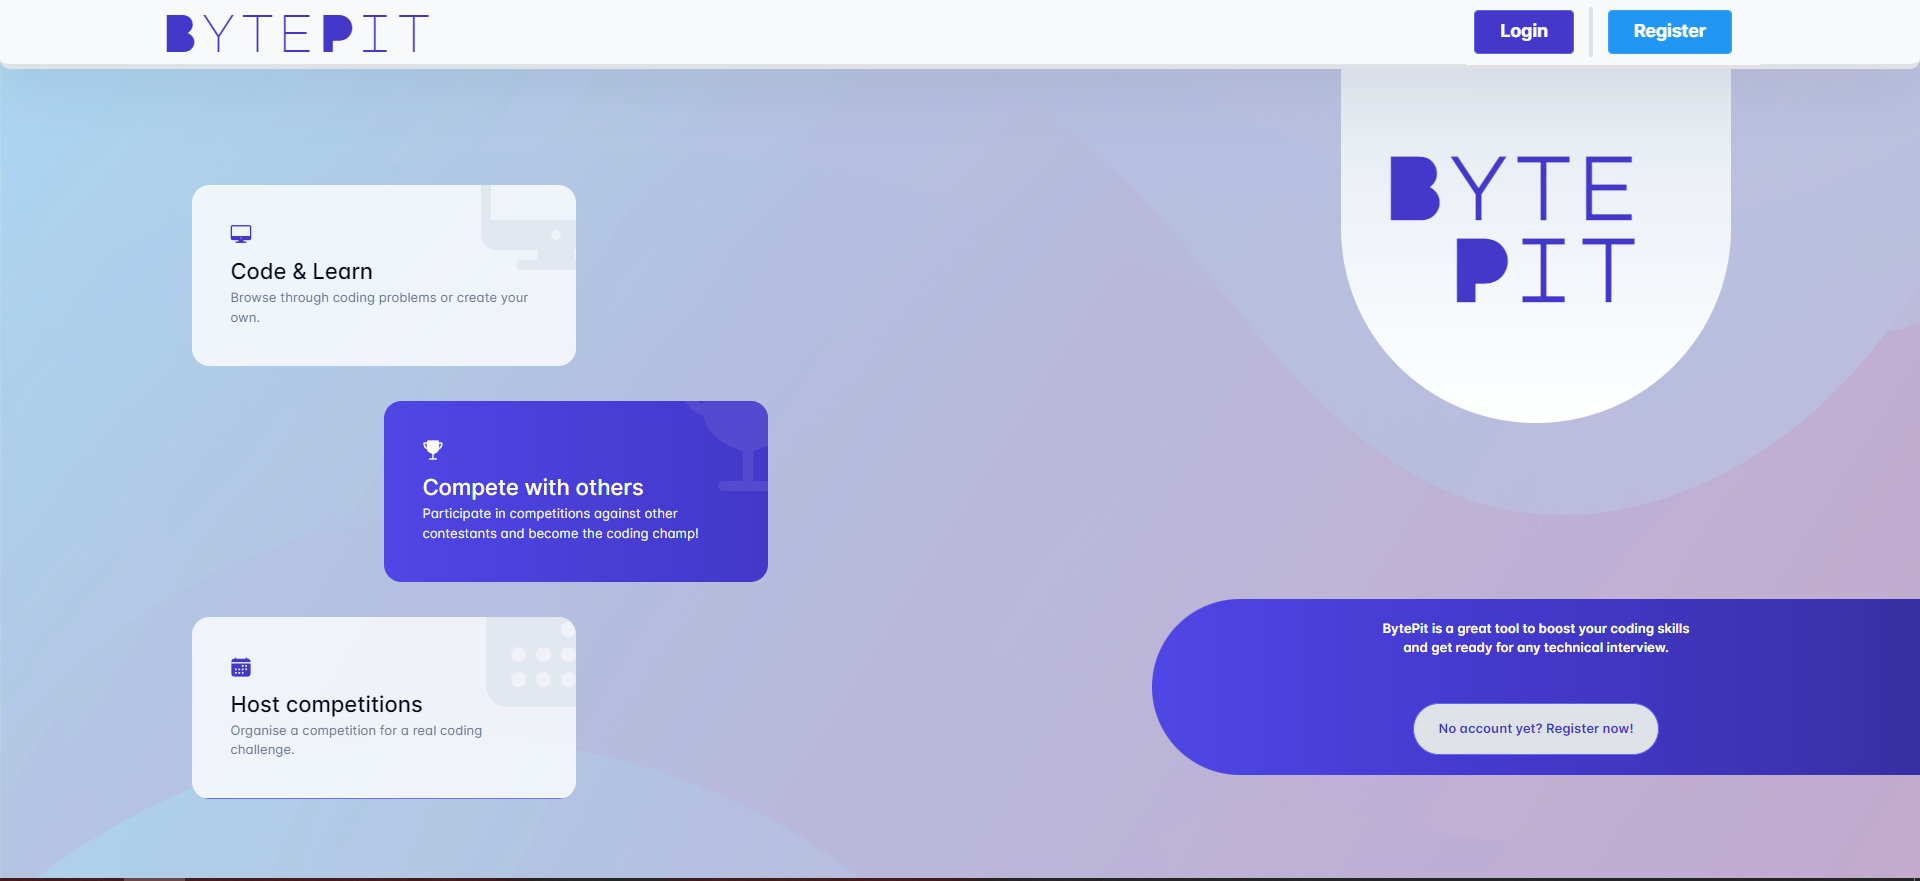 BYTEPIT
Login
Register
BYTE
PIT
Code & Learn
Browse through coding problems or create your
own.
Compete with others
Participate in competitions against other
contestants and become the coding champ!
Host competitions
Organise a competition for a real coding
challenge.
BytePit is a great tool to boost your coding skills
and get ready for any technical interview.
No account yet? Register now!